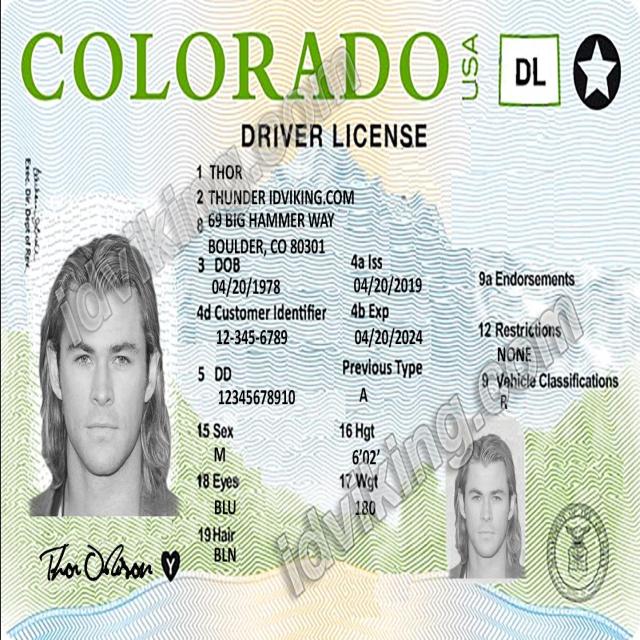 COLORADO
USA
DL
DRIVER LICENSE
1 THOR
2 THUNDER IDVIKING.COM
8 69 BIG HAMMER WAY
BOULDER, CO 80301
3 DOB
04/20/1978
4a Iss
04/20/2019
9a Endorsements
4d Customer Identifier
12-345-6789
4b Exp
04/20/2024
12 Restrictions
NONE
5 DD
12345678910
Previous Type
A
9 Vehicle Classifications
R
15 Sex
M
16 Hgt
6'02'
18 Eyes
BLU
17 Wgt
180
19 Hair
BLN
Thor Odinson
Y
Exec. Dir. Dept of Rev.
idviking.com
idviking.com